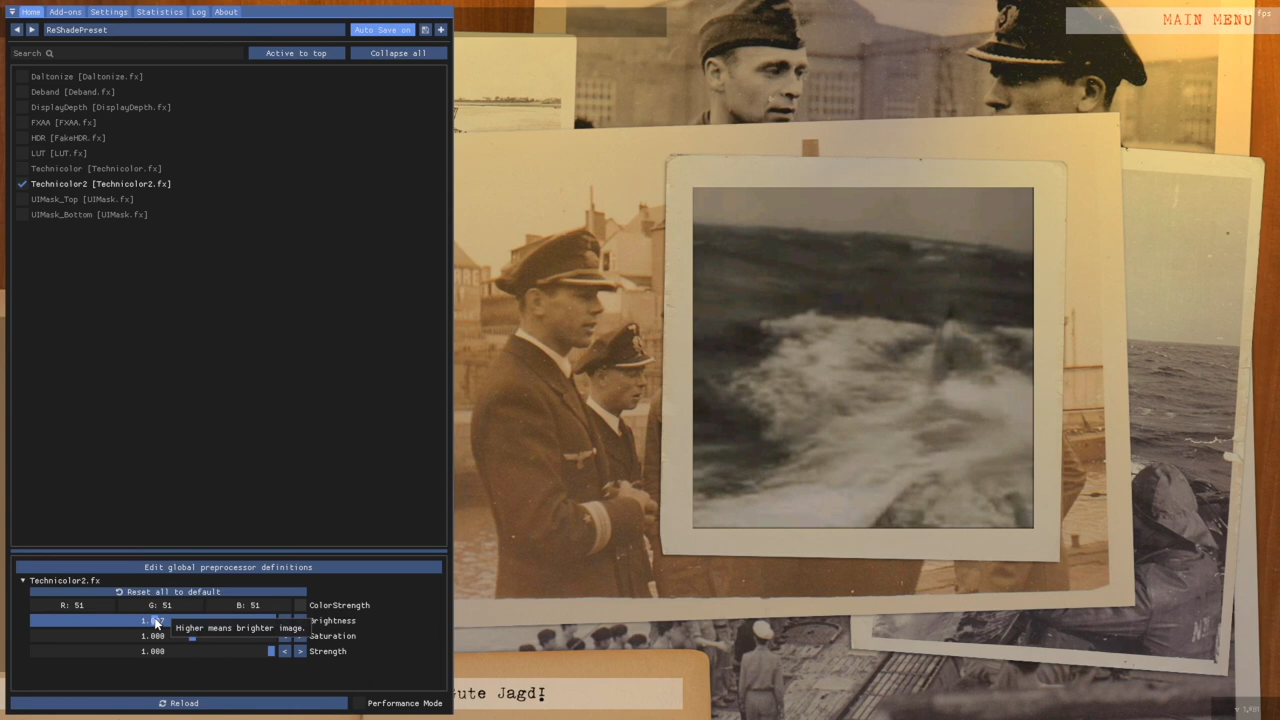 Home Add-ons Settings Statistics Log About
ReShadePreset Auto Save on
Search Active to top Collapse all
Daltonize [Daltonize.fx]
Deband [Deband.fx]
DisplayDepth [DisplayDepth.fx]
FXAA [FXAA.fx]
HDR [FakeHDR.fx]
LUT [LUT.fx]
Technicolor [Technicolor.fx]
Technicolor2 [Technicolor2.fx]
UIMask_Top [UIMask.fx]
UIMask_Bottom [UIMask.fx]
Edit global preprocessor definitions
Technicolor2.fx
Reset all to default
R: 51 G: 51 B: 51 ColorStrength
Higher means brighter image.
1.000
1.000 < > Strength
Reload Performance Mode
MAIN MENU
fps
Gute Jagd!